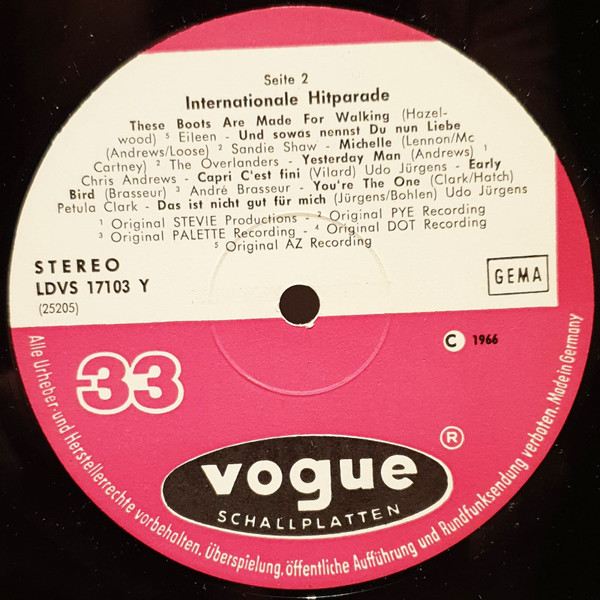 Seite 2
Internationale Hitparade
These Boots Are Made For Walking (Hazel-
wood) ⁵ Eileen - Und sowas nennst Du nun Liebe
(Andrews/Loose) ² Sandie Shaw - Michelle (Lennon/Mc
Cartney) ² The Overlanders - Yesterday Man (Andrews) ¹
Chris Andrews - Capri C'est fini (Vilard) Udo Jürgens - Early
Bird (Brasseur) ³ André Brasseur - You're The One (Clark/Hatch)
Petula Clark - Das ist nicht gut für mich (Jürgens/Bohlen) Udo Jürgens
¹ Original STEVIE Productions - ² Original PYE Recording
³ Original PALETTE Recording - ⁴ Original DOT Recording
⁵ Original AZ Recording
STEREO
LDVS 17103 Y
(25205)
GEMA
C 1966
33
®
vogue
SCHALLPLATTEN
Alle Urheber- und Herstellerrechte vorbehalten. Überspielung, öffentliche Aufführung und Rundfunksendung verboten. Made in Germany